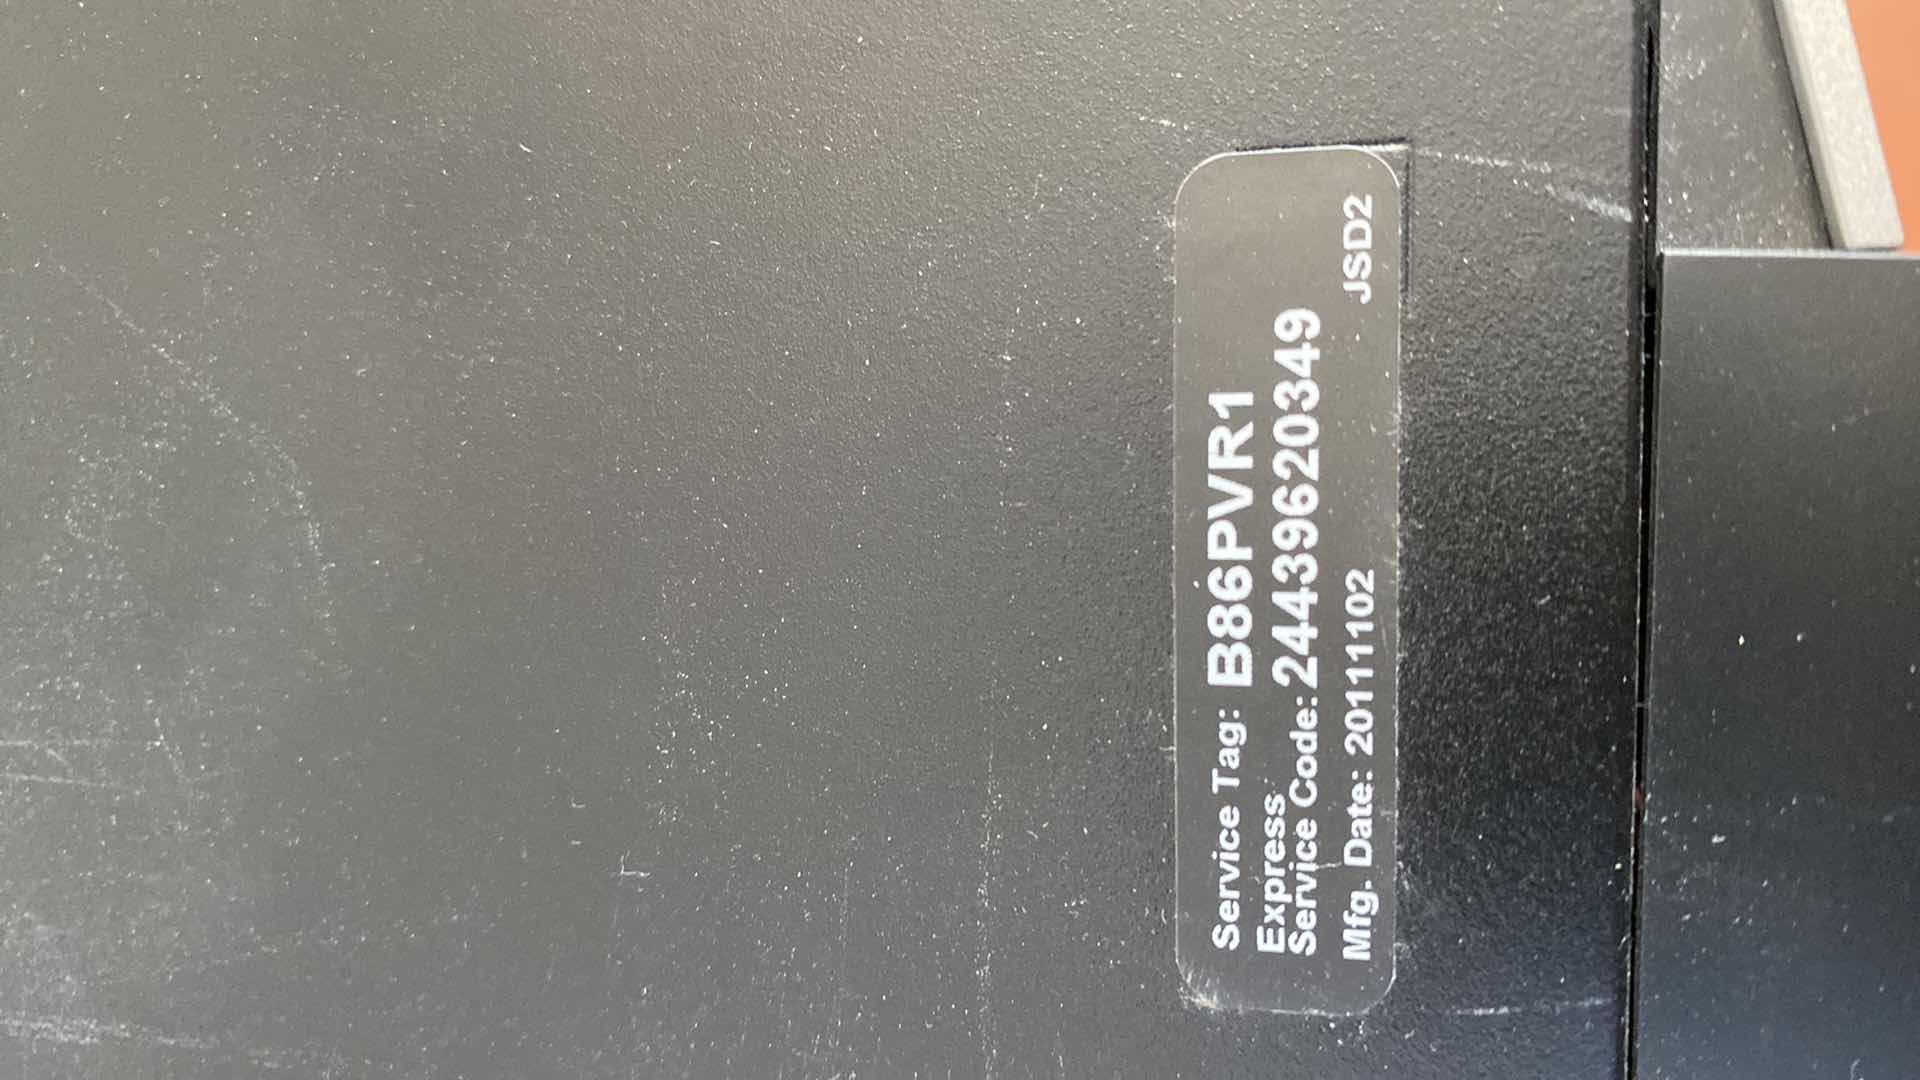 Service Tag: B86PVR1
Express
Service Code: 24439620349
Mfg. Date: 20111102 JSD2